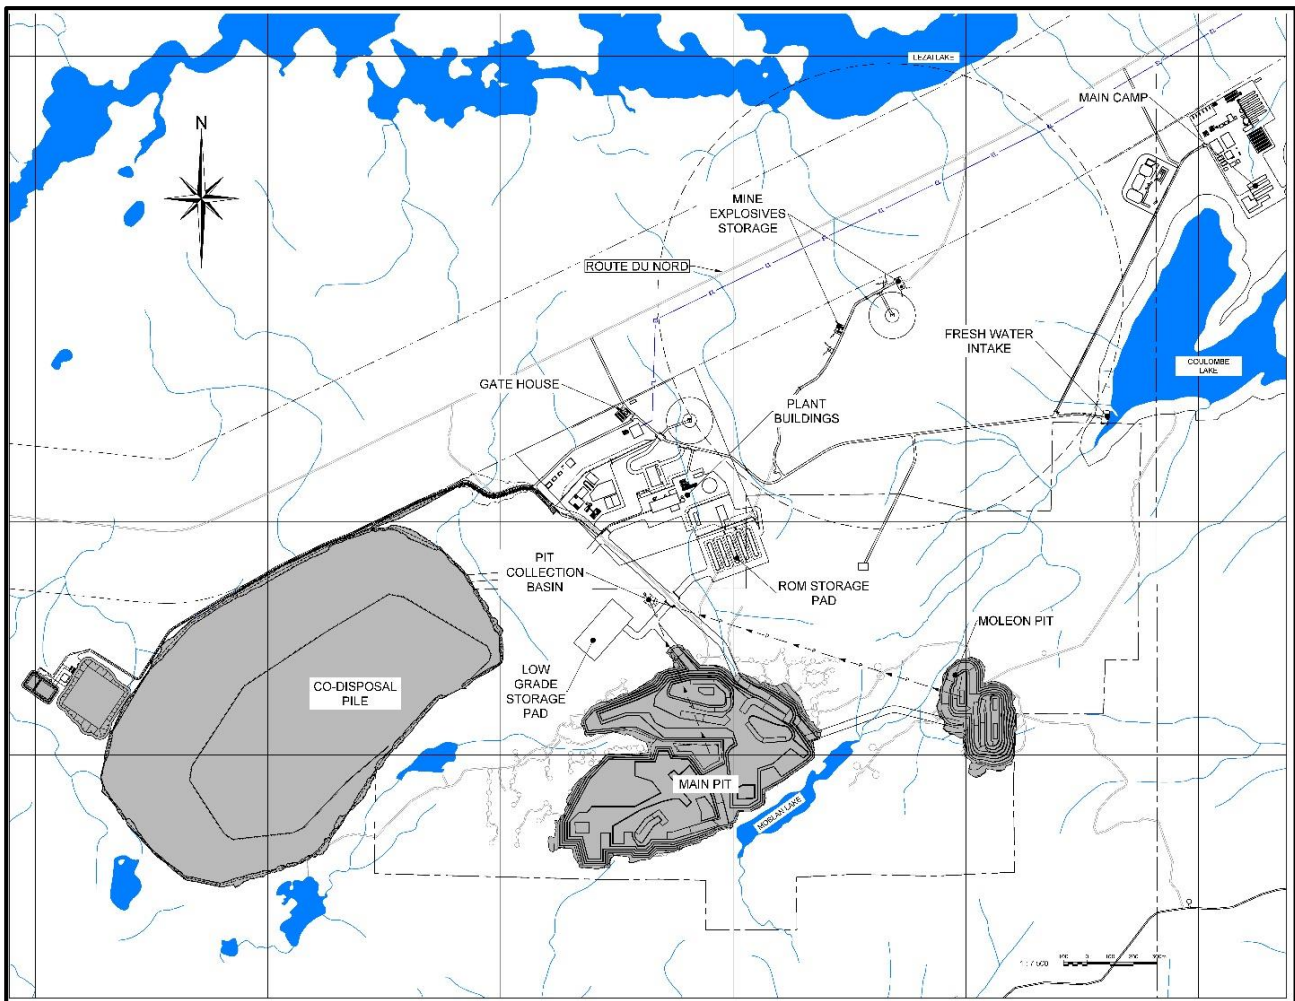 LEZAI LAKE
MAIN CAMP
N
MINE
EXPLOSIVES
STORAGE
ROUTE DU NORD
FRESH WATER
INTAKE
COULOMBE
LAKE
GATE HOUSE
PLANT
BUILDINGS
PIT
COLLECTION
BASIN
ROM STORAGE
PAD
MOLEON PIT
LOW
GRADE
STORAGE
PAD
CO-DISPOSAL
PILE
MAIN PIT
MOBLAN LAKE